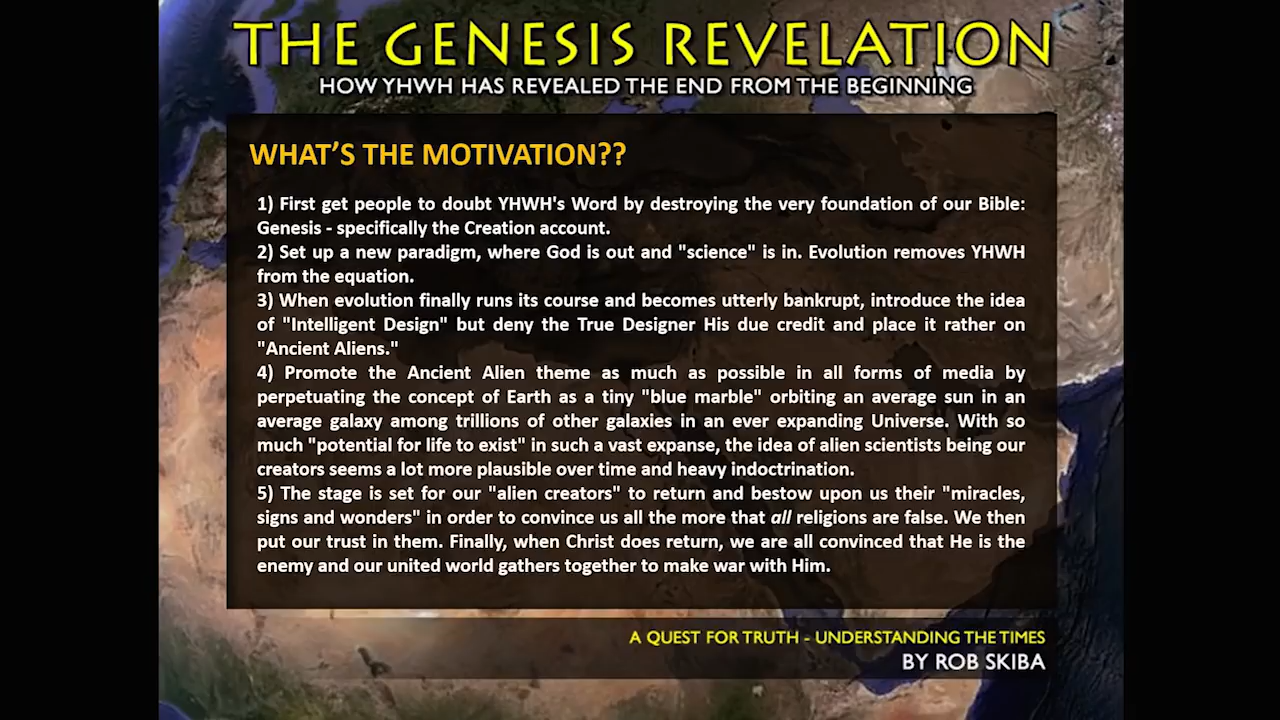 THE GENESIS REVELATION
HOW YHWH HAS REVEALED THE END FROM THE BEGINNING
WHAT'S THE MOTIVATION??
1) First get people to doubt YHWH's Word by destroying the very foundation of our Bible:
Genesis - specifically the Creation account.
2) Set up a new paradigm, where God is out and "science" is in. Evolution removes YHWH
from the equation.
3) When evolution finally runs its course and becomes utterly bankrupt, introduce the idea
of "Intelligent Design" but deny the True Designer His due credit and place it rather on
"Ancient Aliens."
4) Promote the Ancient Alien theme as much as possible in all forms of media by
perpetuating the concept of Earth as a tiny "blue marble" orbiting an average sun in an
average galaxy among trillions of other galaxies in an ever expanding Universe. With so
much "potential for life to exist" in such a vast expanse, the idea of alien scientists being our
creators seems a lot more plausible over time and heavy indoctrination.
5) The stage is set for our "alien creators" to return and bestow upon us their "miracles,
signs and wonders" in order to convince us all the more that all religions are false. We then
put our trust in them. Finally, when Christ does return, we are all convinced that He is the
enemy and our united world gathers together to make war with Him.
A QUEST FOR TRUTH - UNDERSTANDING THE TIMES
BY ROB SKIBA